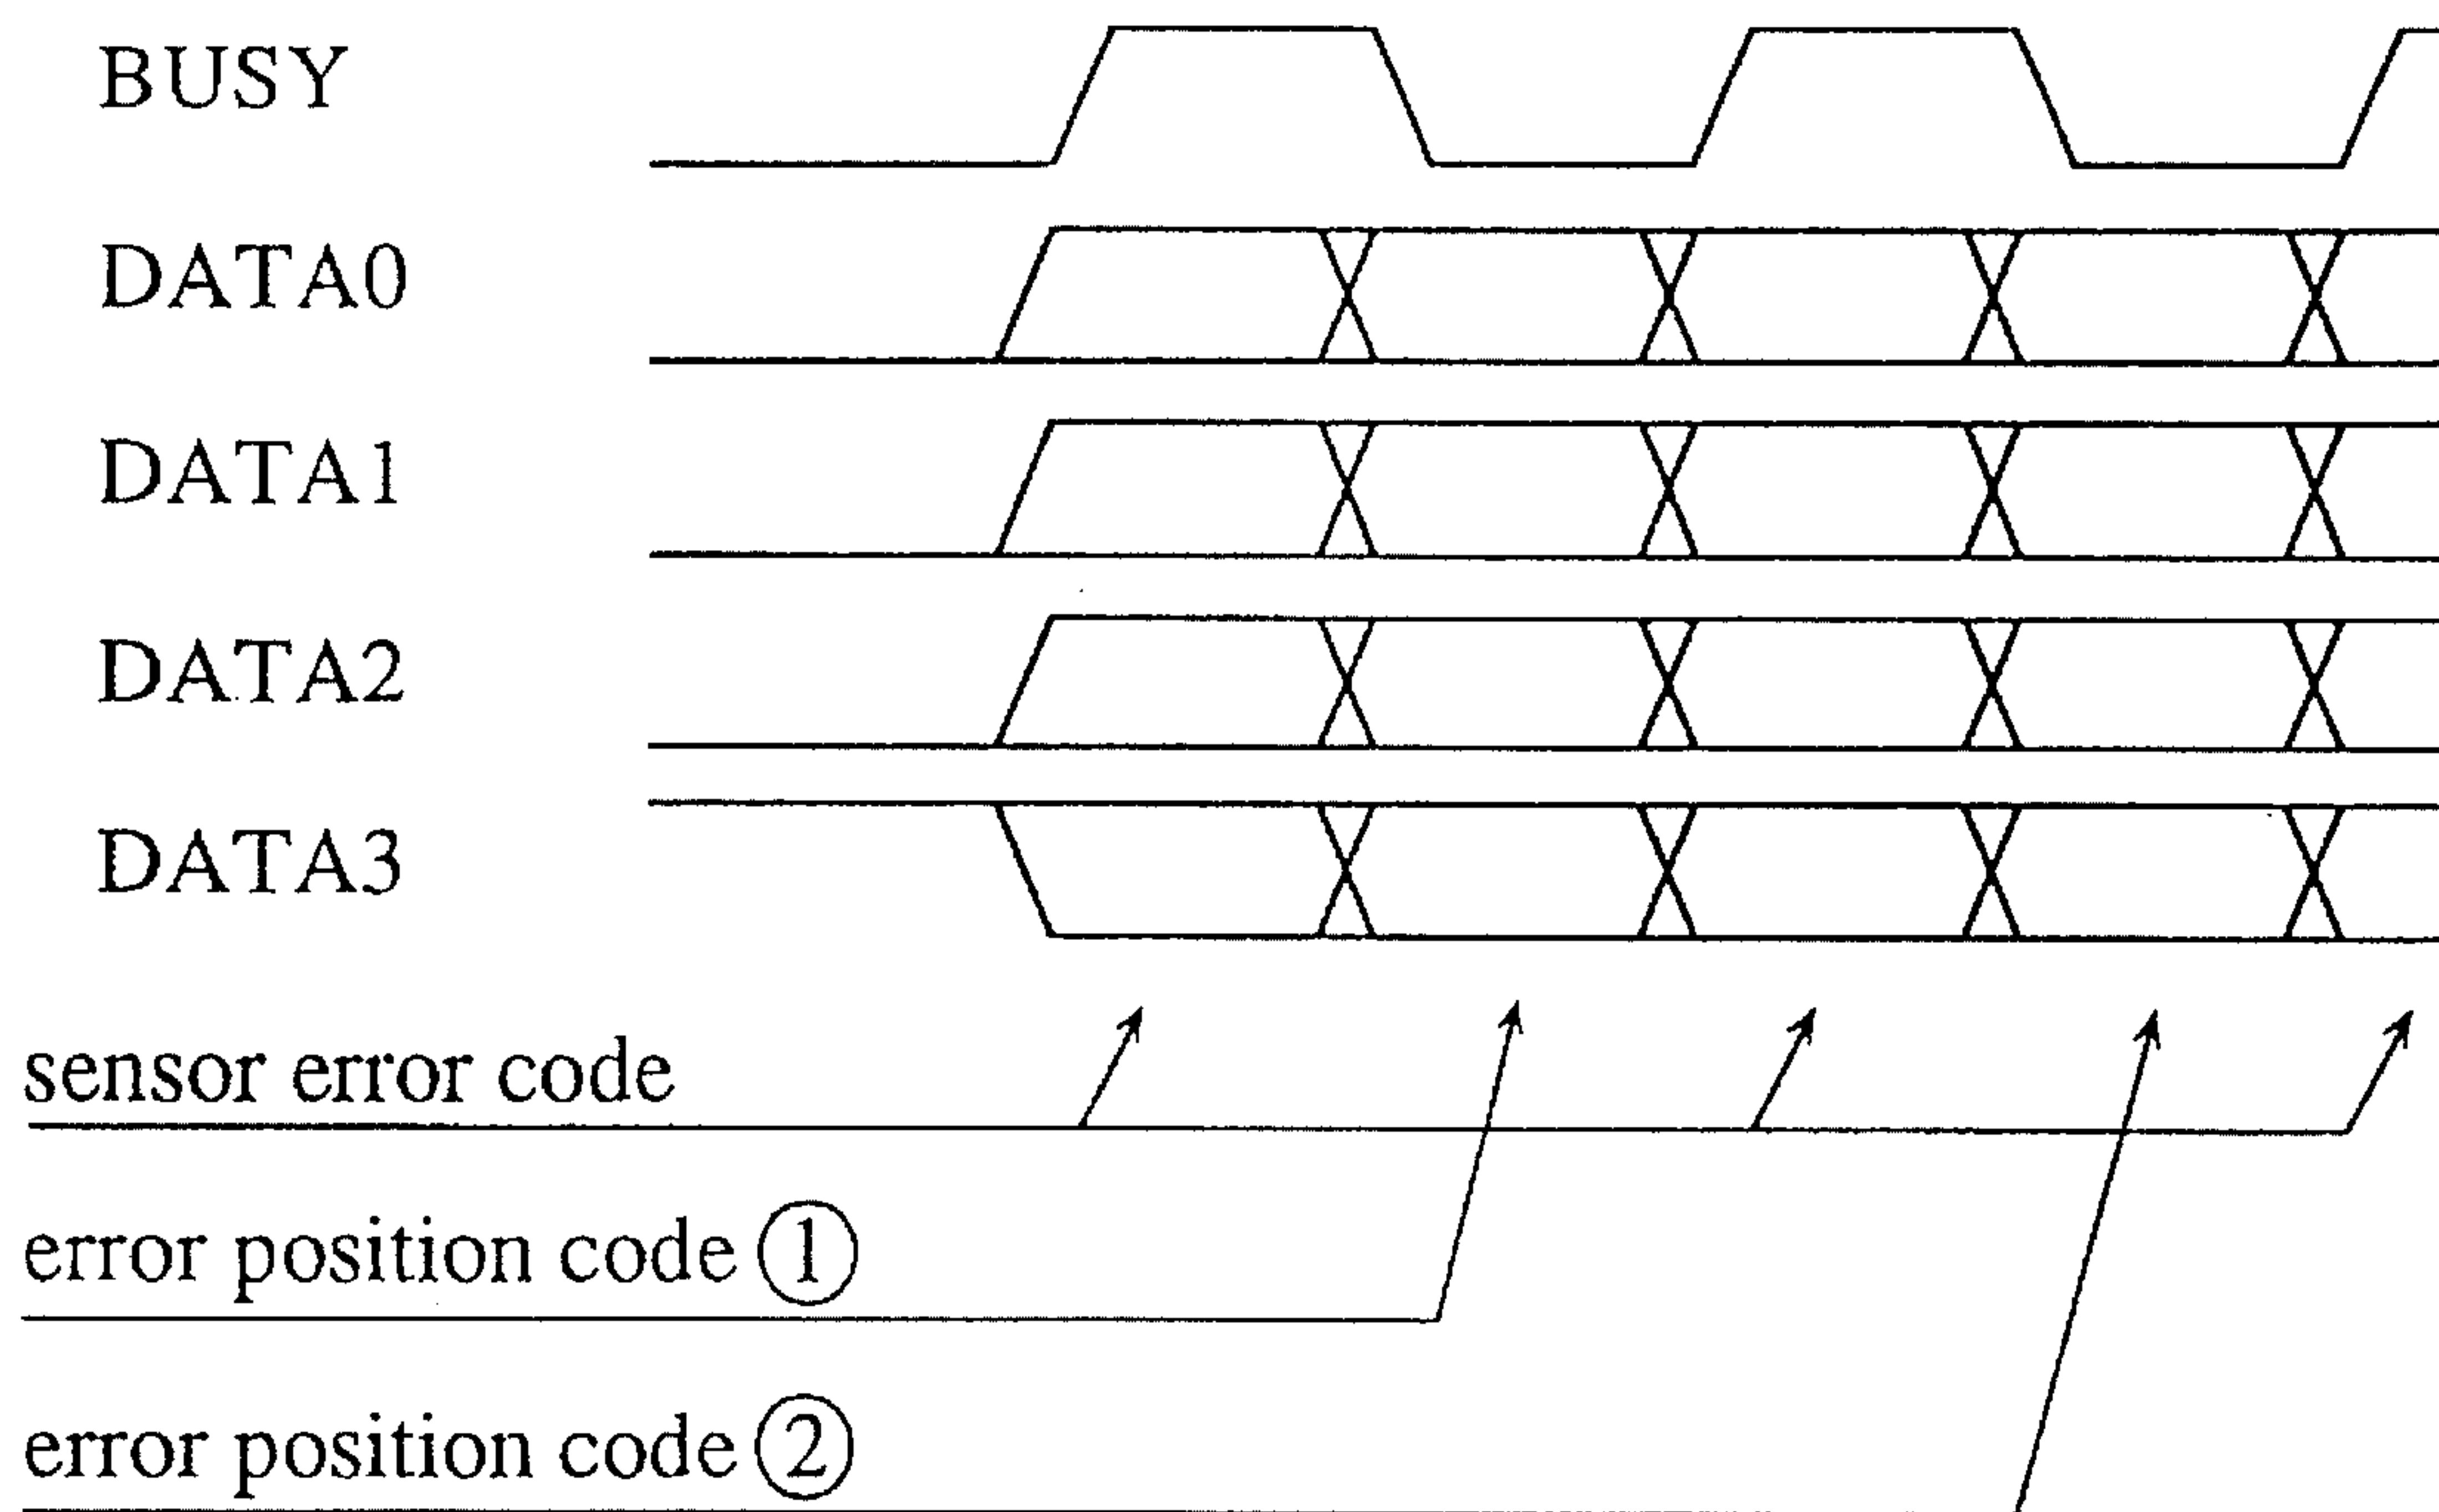 BUSY
DATA0
DATA1
DATA2
DATA3
sensor error code
error position code ①
error position code ②